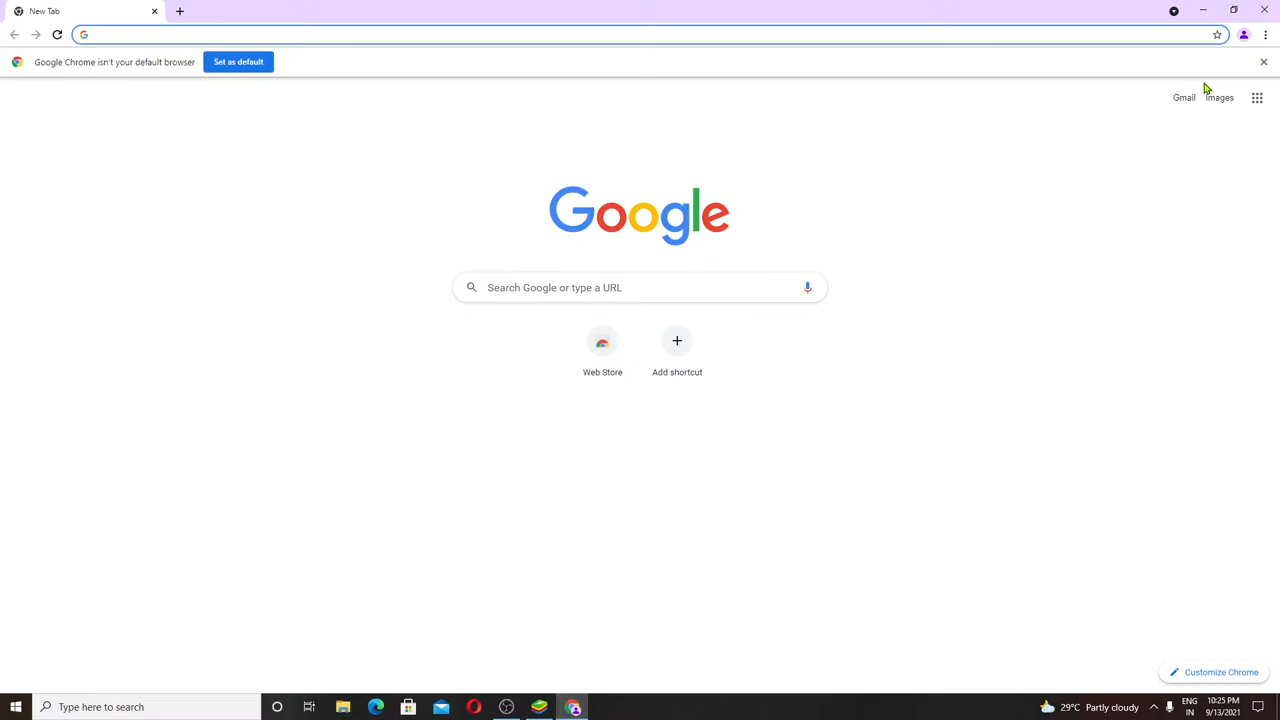 New Tab
Google Chrome isn't your default browser
Set as default
Gmail
Images
Google
Search Google or type a URL
Web Store
Add shortcut
Customize Chrome
Type here to search
29°C Partly cloudy
ENG
IN
10:25 PM
9/13/2021